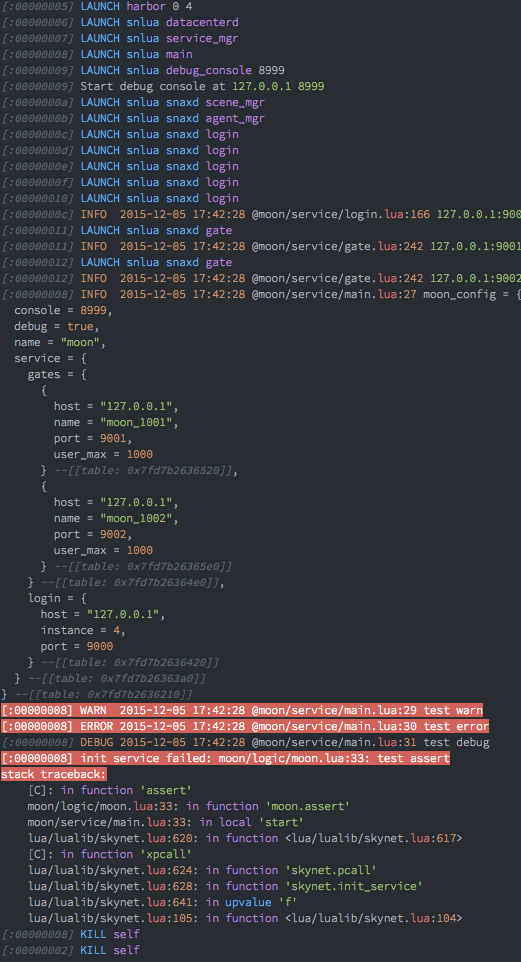 [:00000005] LAUNCH harbor 0 4
[:00000006] LAUNCH snlua datacenterd
[:00000007] LAUNCH snlua service_mgr
[:00000008] LAUNCH snlua main
[:00000009] LAUNCH snlua debug_console 8999
[:00000009] Start debug console at 127.0.0.1 8999
[:0000000a] LAUNCH snlua snaxd scene_mgr
[:0000000b] LAUNCH snlua snaxd agent_mgr
[:0000000c] LAUNCH snlua snaxd login
[:0000000d] LAUNCH snlua snaxd login
[:0000000e] LAUNCH snlua snaxd login
[:0000000f] LAUNCH snlua snaxd login
[:00000010] LAUNCH snlua snaxd login
[:0000000c] INFO  2015-12-05 17:42:28 @moon/service/login.lua:166 127.0.0.1:900
[:00000011] LAUNCH snlua snaxd gate
[:00000011] INFO  2015-12-05 17:42:28 @moon/service/gate.lua:242 127.0.0.1:9001
[:00000012] LAUNCH snlua snaxd gate
[:00000012] INFO  2015-12-05 17:42:28 @moon/service/gate.lua:242 127.0.0.1:9002
[:00000008] INFO  2015-12-05 17:42:28 @moon/service/main.lua:27 moon_config = {
  console = 8999,
  debug = true,
  name = "moon",
  service = {
    gates = {
      {
        host = "127.0.0.1",
        name = "moon_1001",
        port = 9001,
        user_max = 1000
      } --[[table: 0x7fd7b2636520]],
      {
        host = "127.0.0.1",
        name = "moon_1002",
        port = 9002,
        user_max = 1000
      } --[[table: 0x7fd7b26365e0]]
    } --[[table: 0x7fd7b26364e0]],
    login = {
      host = "127.0.0.1",
      instance = 4,
      port = 9000
    } --[[table: 0x7fd7b2636420]]
  } --[[table: 0x7fd7b26363a0]]
} --[[table: 0x7fd7b2636210]]
[:00000008] WARN  2015-12-05 17:42:28 @moon/service/main.lua:29 test warn
[:00000008] ERROR 2015-12-05 17:42:28 @moon/service/main.lua:30 test error
[:00000008] DEBUG 2015-12-05 17:42:28 @moon/service/main.lua:31 test debug
[:00000008] init service failed: moon/logic/moon.lua:33: test assert
stack traceback:
    [C]: in function 'assert'
    moon/logic/moon.lua:33: in function 'moon.assert'
    moon/service/main.lua:33: in local 'start'
    lua/lualib/skynet.lua:620: in function <lua/lualib/skynet.lua:617>
    [C]: in function 'xpcall'
    lua/lualib/skynet.lua:624: in function 'skynet.pcall'
    lua/lualib/skynet.lua:628: in function 'skynet.init_service'
    lua/lualib/skynet.lua:641: in upvalue 'f'
    lua/lualib/skynet.lua:105: in function <lua/lualib/skynet.lua:104>
[:00000008] KILL self
[:00000002] KILL self